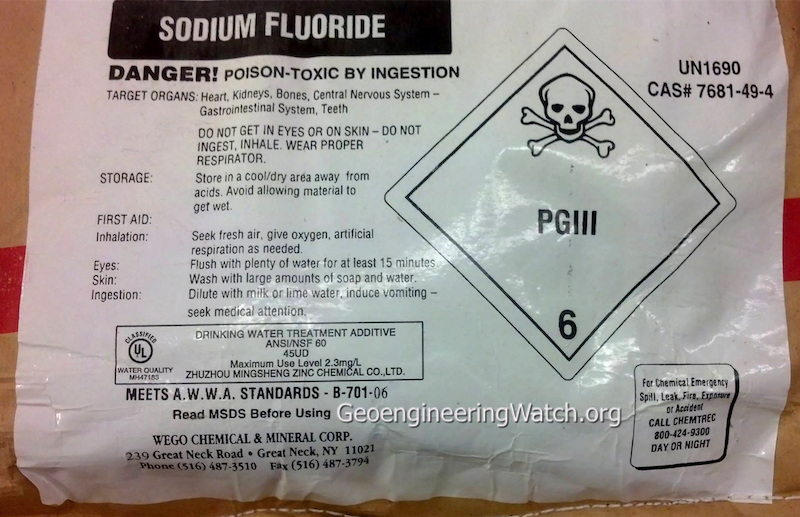 SODIUM FLUORIDE
DANGER! POISON-TOXIC BY INGESTION
TARGET ORGANS: Heart, Kidneys, Bones, Central Nervous System –
Gastrointestinal System, Teeth
DO NOT GET IN EYES OR ON SKIN – DO NOT
INGEST, INHALE. WEAR PROPER
RESPIRATOR.
STORAGE: Store in a cool/dry area away from
acids. Avoid allowing material to
get wet.
FIRST AID:
Inhalation: Seek fresh air, give oxygen, artificial
respiration as needed.
Eyes: Flush with plenty of water for at least 15 minutes
Skin: Wash with large amounts of soap and water.
Ingestion: Dilute with milk or lime water, induce vomiting –
seek medical attention.
CLASSIFIED
UL
WATER QUALITY
MH47183
DRINKING WATER TREATMENT ADDITIVE
ANSI/NSF 60
45UD
Maximum Use Level 2.3mg/L
ZHUZHOU MINGSHENG ZINC CHEMICAL CO.,LTD.
MEETS A.W.W.A. STANDARDS - B-701-06
Read MSDS Before Using
GeoengineeringWatch.org
WEGO CHEMICAL & MINERAL CORP.
239 Great Neck Road • Great Neck, NY 11021
Phone (516) 487-3510 Fax (516) 487-3794
UN1690
CAS# 7681-49-4
PGIII
6
For Chemical Emergency
Spill, Leak, Fire, Exposure
or Accident
CALL CHEMTREC
800-424-9300
DAY OR NIGHT